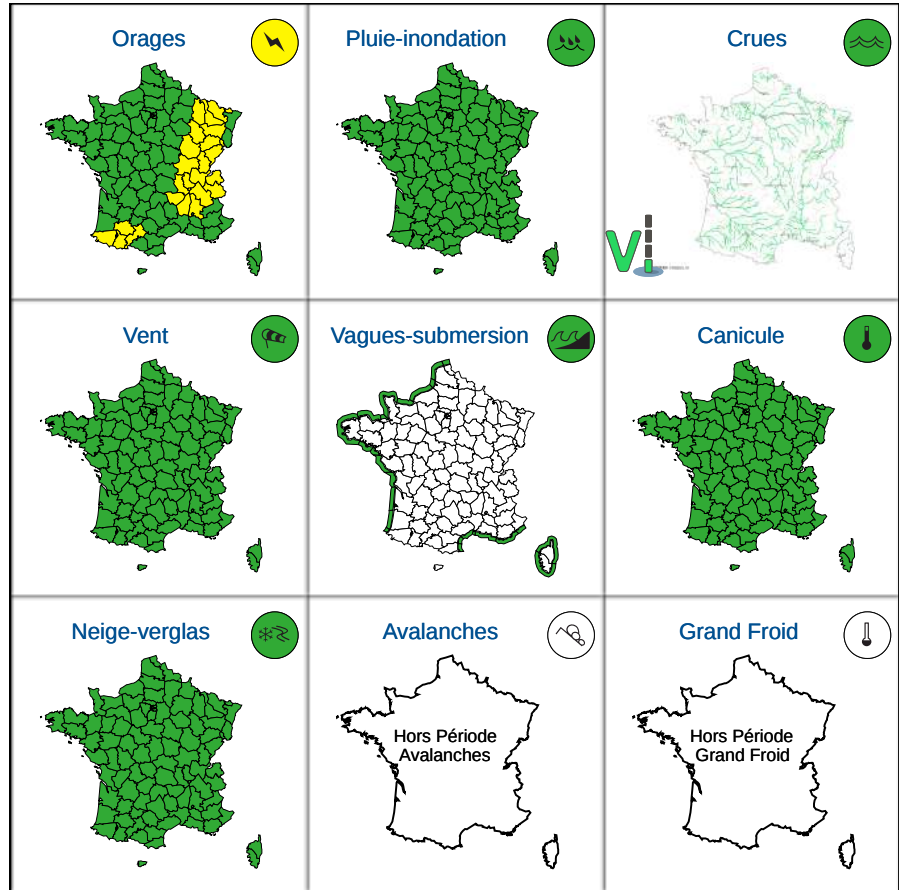 Orages
Pluie-inondation
Crues
Vi
Vent
Vagues-submersion
Canicule
Neige-verglas
Avalanches
Grand Froid
Hors Période
Avalanches
Hors Période
Grand Froid